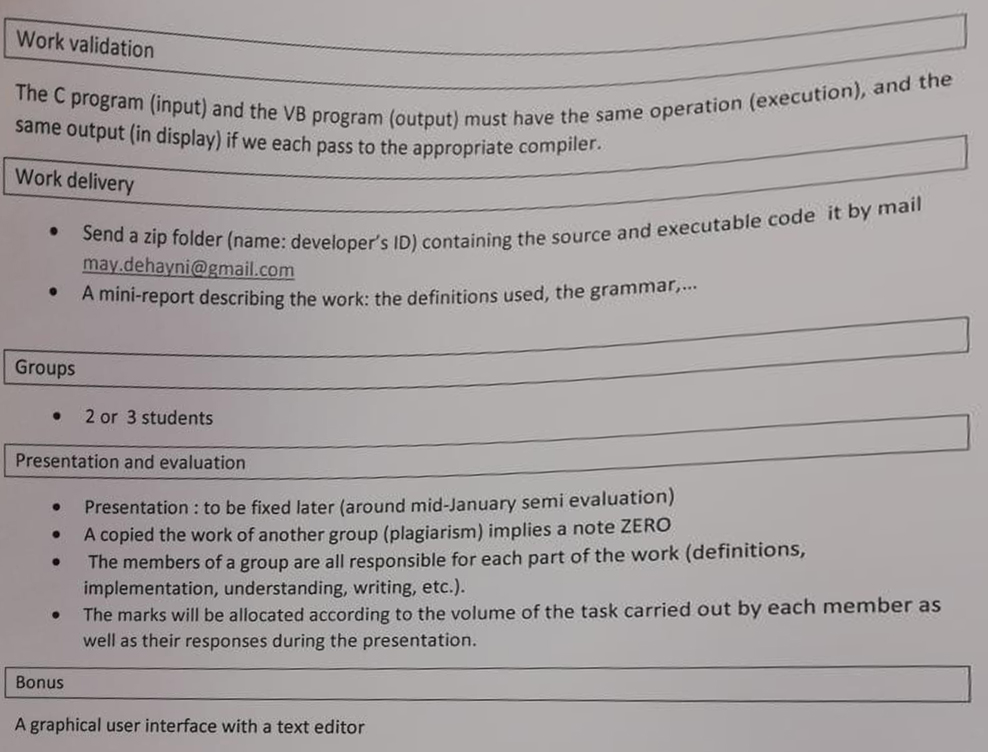 Work validation
The C program (input) and the VB program (output) must have the same operation (execution), and the
same output (in display) if we each pass to the appropriate compiler.
Work delivery
• Send a zip folder (name: developer's ID) containing the source and executable code it by mail
may.dehayni@gmail.com
• A mini-report describing the work: the definitions used, the grammar,...
Groups
• 2 or 3 students
Presentation and evaluation
• Presentation : to be fixed later (around mid-January semi evaluation)
• A copied the work of another group (plagiarism) implies a note ZERO
• The members of a group are all responsible for each part of the work (definitions,
implementation, understanding, writing, etc.).
• The marks will be allocated according to the volume of the task carried out by each member as
well as their responses during the presentation.
Bonus
A graphical user interface with a text editor